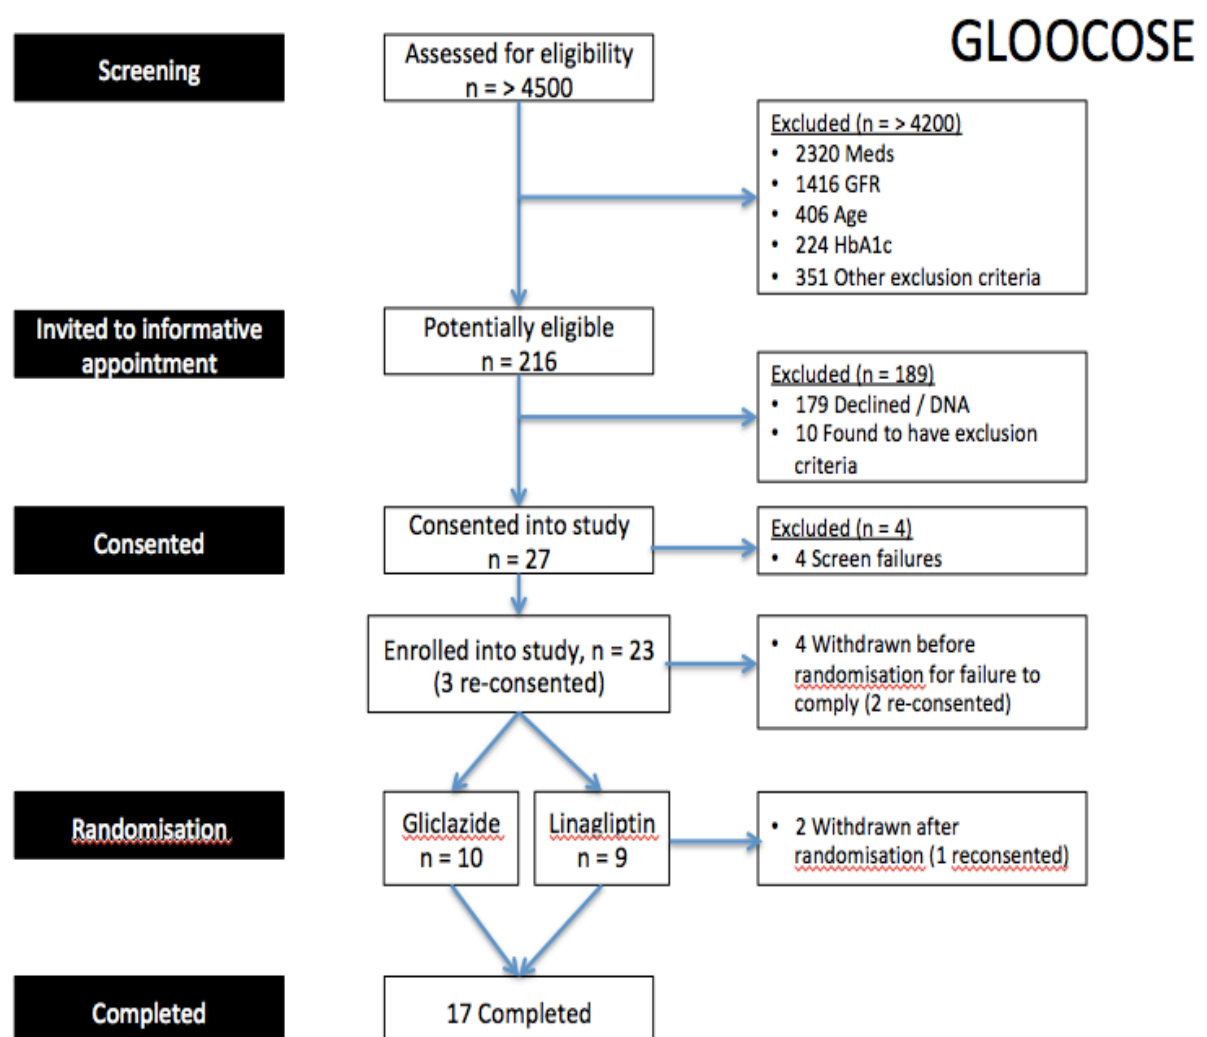 GLOOCOSE
Screening
Assessed for eligibility
n = > 4500
Excluded (n = > 4200)
• 2320 Meds
• 1416 GFR
• 406 Age
• 224 HbA1c
• 351 Other exclusion criteria
Invited to informative
appointment
Potentially eligible
n = 216
Excluded (n = 189)
• 179 Declined / DNA
• 10 Found to have exclusion
criteria
Consented
Consented into study
n = 27
Excluded (n = 4)
• 4 Screen failures
Enrolled into study, n = 23
(3 re-consented)
• 4 Withdrawn before
randomisation for failure to
comply (2 re-consented)
Randomisation
Gliclazide
n = 10
Linagliptin
n = 9
• 2 Withdrawn after
randomisation (1 reconsented)
Completed
17 Completed